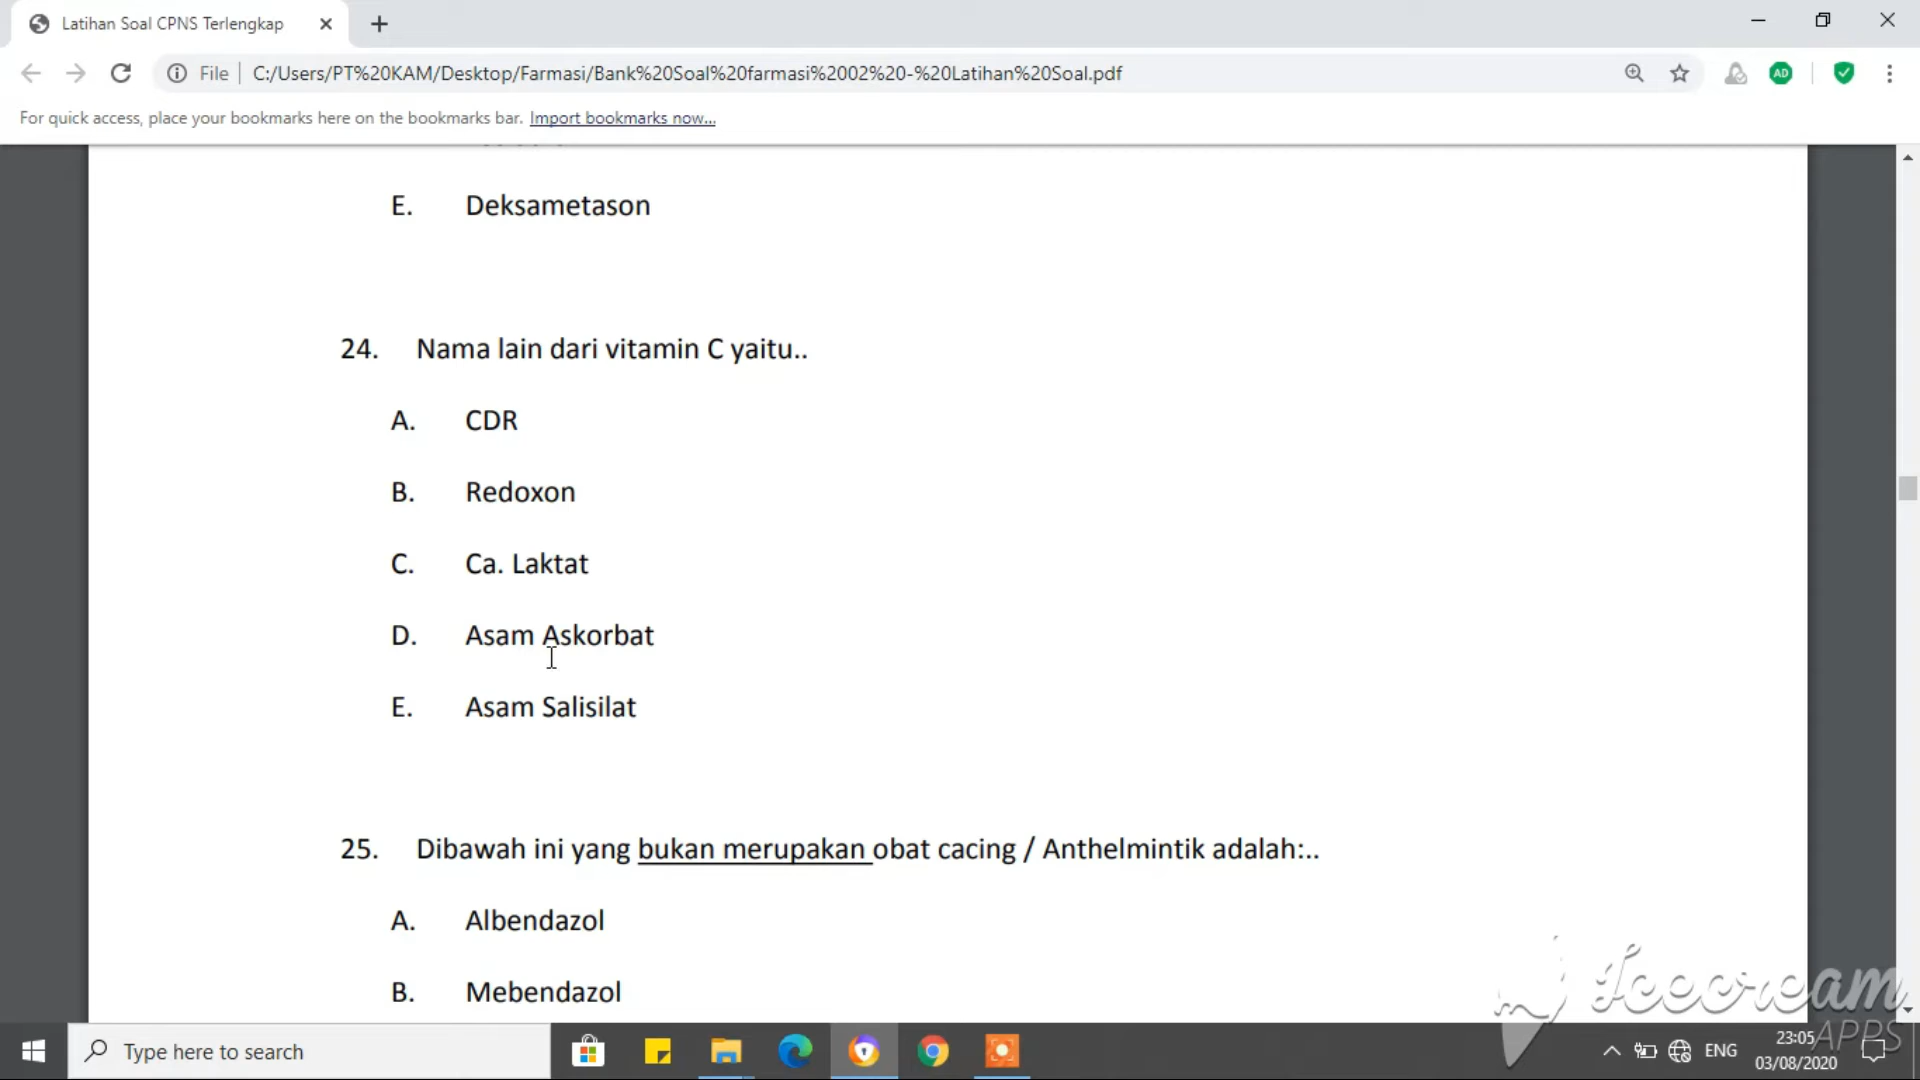 Latihan Soal CPNS Terlengkap
File
C:/Users/PT%20KAM/Desktop/Farmasi/Bank%20Soal%20farmasi%2002%20-%20Latihan%20Soal.pdf
AD
For quick access, place your bookmarks here on the bookmarks bar. Import bookmarks now...
E. Deksametason
24. Nama lain dari vitamin C yaitu..
A. CDR
B. Redoxon
C. Ca. Laktat
D. Asam Askorbat
E. Asam Salisilat
25. Dibawah ini yang bukan merupakan obat cacing / Anthelmintik adalah:..
A. Albendazol
B. Mebendazol
Icecream
APPS
Type here to search
ENG
23:05
03/08/2020